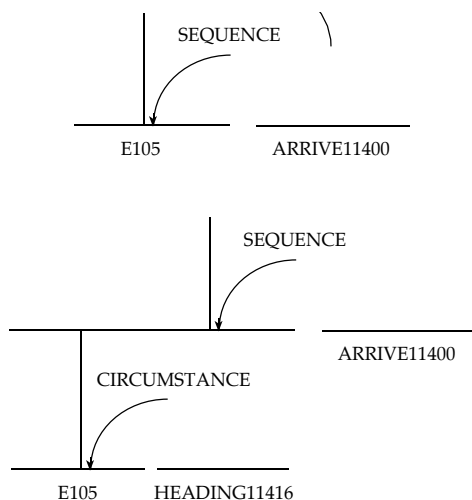 SEQUENCE
E105 ARRIVE11400
SEQUENCE
ARRIVE11400
CIRCUMSTANCE
E105 HEADING11416